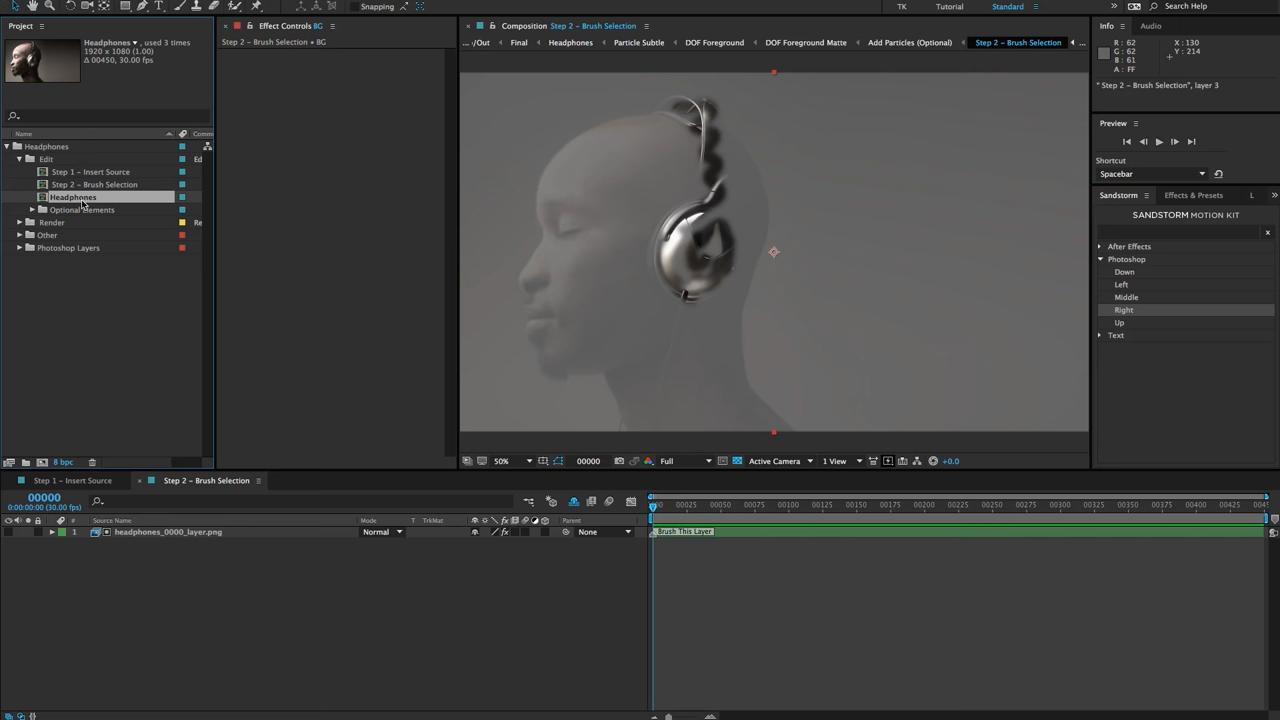 Snapping
TK
Tutorial
Standard
Search Help
Project
Effect Controls BG
Composition Step 2 – Brush Selection
Info
Audio
Headphones , used 3 times
1920 x 1080 (1.00)
Δ 00450, 30.00 fps
Step 2 – Brush Selection • BG
... y/Out
Final
Headphones
Particle Subtle
DOF Foreground
DOF Foreground Matte
Add Particles (Optional)
Step 2 – Brush Selection
...
R : 62
G : 62
B : 61
A : FF
X : 130
Y : 214
" Step 2 – Brush Selection", layer 3
Preview
Name
Comm
Headphones
Edit
Ed
Step 1 – Insert Source
Step 2 – Brush Selection
Headphones
Optional Elements
Render
Re
Other
Photoshop Layers
Shortcut
Spacebar
Sandstorm
Effects & Presets
L
SANDSTORM MOTION KIT
x
After Effects
Photoshop
Down
Left
Middle
Right
Up
Text
8 bpc
50%
00000
Full
Active Camera
1 View
+0.0
Step 1 – Insert Source
Step 2 – Brush Selection
00000
0:00:00:00 (30.00 fps)
00025
00050
00075
00100
00125
00150
00175
00200
00225
00250
00275
00300
00325
00350
00375
00400
00425
#
Source Name
Mode
T
TrkMat
Parent
1
headphones_0000_layer.png
Normal
None
Brush This Layer